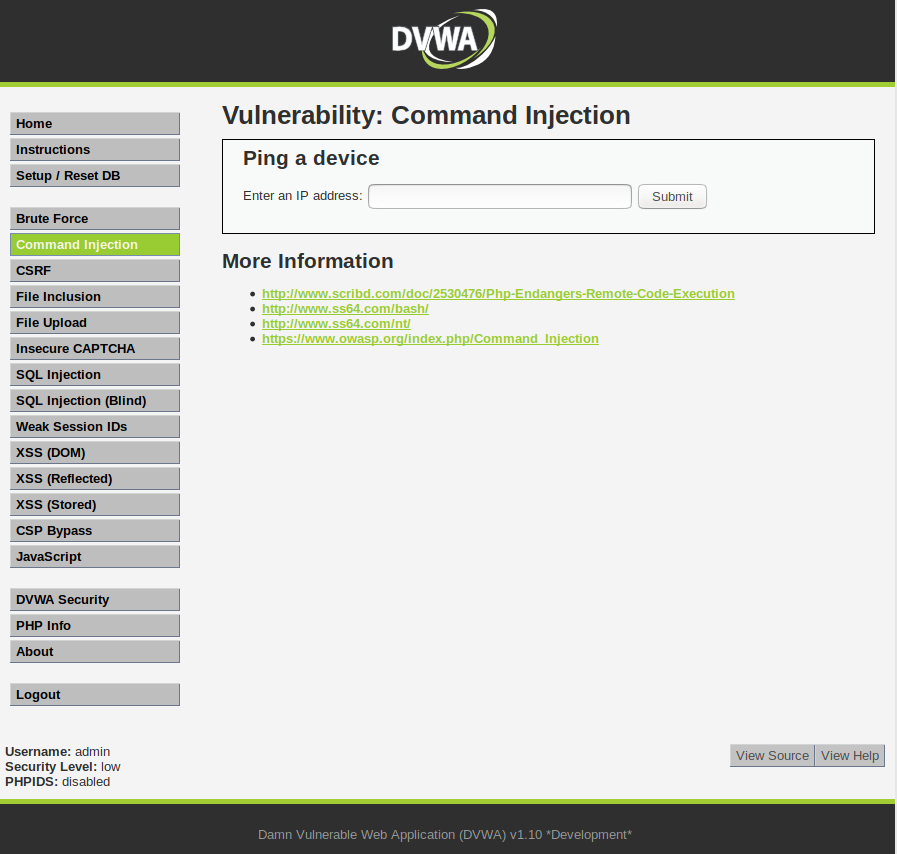 DVWA
Vulnerability: Command Injection
Home
Instructions
Setup / Reset DB
Brute Force
Command Injection
CSRF
File Inclusion
File Upload
Insecure CAPTCHA
SQL Injection
SQL Injection (Blind)
Weak Session IDs
XSS (DOM)
XSS (Reflected)
XSS (Stored)
CSP Bypass
JavaScript
DVWA Security
PHP Info
About
Logout
Ping a device
Enter an IP address:
Submit
More Information
http://www.scribd.com/doc/2530476/Php-Endangers-Remote-Code-Execution
http://www.ss64.com/bash/
http://www.ss64.com/nt/
https://www.owasp.org/index.php/Command_Injection
Username: admin
Security Level: low
PHPIDS: disabled
View Source
View Help
Damn Vulnerable Web Application (DVWA) v1.10 *Development*